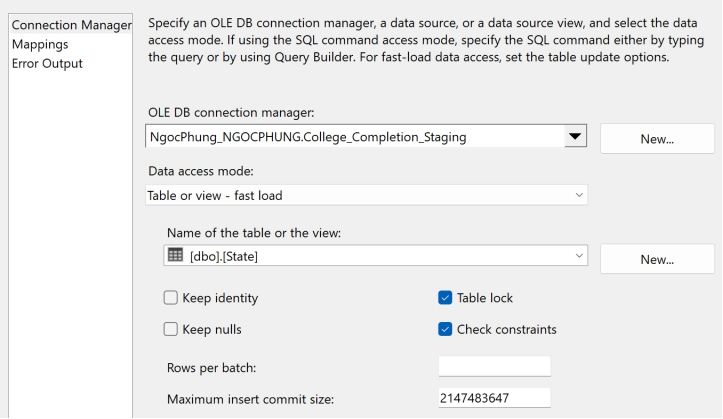 Connection Manager
Mappings
Error Output
Specify an OLE DB connection manager, a data source, or a data source view, and select the data
access mode. If using the SQL command access mode, specify the SQL command either by typing
the query or by using Query Builder. For fast-load data access, set the table update options.
OLE DB connection manager:
NgocPhung_NGOCPHUNG.College_Completion_Staging
New...
Data access mode:
Table or view - fast load
Name of the table or the view:
[dbo].[State]
New...
Keep identity
Table lock
Keep nulls
Check constraints
Rows per batch:
Maximum insert commit size:
2147483647